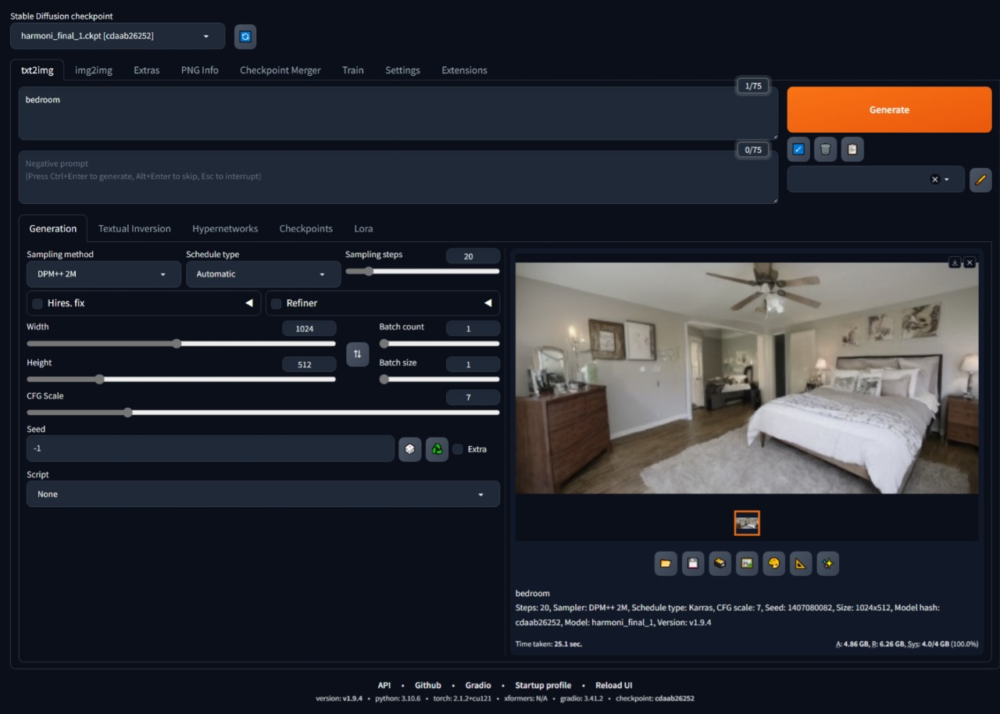 Stable Diffusion checkpoint
harmoni_final_1.ckpt [cdaab26252]
txt2img img2img Extras PNG Info Checkpoint Merger Train Settings Extensions
1/75
bedroom
Generate
0/75
Negative prompt
(Press Ctrl+Enter to generate, Alt+Enter to skip, Esc to interrupt)
Generation Textual Inversion Hypernetworks Checkpoints Lora
Sampling method Schedule type Sampling steps 20
DPM++ 2M Automatic
Hires. fix Refiner
Width 1024 Batch count 1
Height 512 Batch size 1
CFG Scale 7
Seed
-1 Extra
Script
None
bedroom
Steps: 20, Sampler: DPM++ 2M, Schedule type: Karras, CFG scale: 7, Seed: 1407080082, Size: 1024x512, Model hash:
cdaab26252, Model: harmoni_final_1, Version: v1.9.4
Time taken: 25.1 sec. A: 4.86 GB, R: 6.26 GB, Sys: 4.0/4 GB (100.0%)
API • Github • Gradio • Startup profile • Reload UI
version: v1.9.4 • python: 3.10.6 • torch: 2.1.2+cu121 • xformers: N/A • gradio: 3.41.2 • checkpoint: cdaab26252